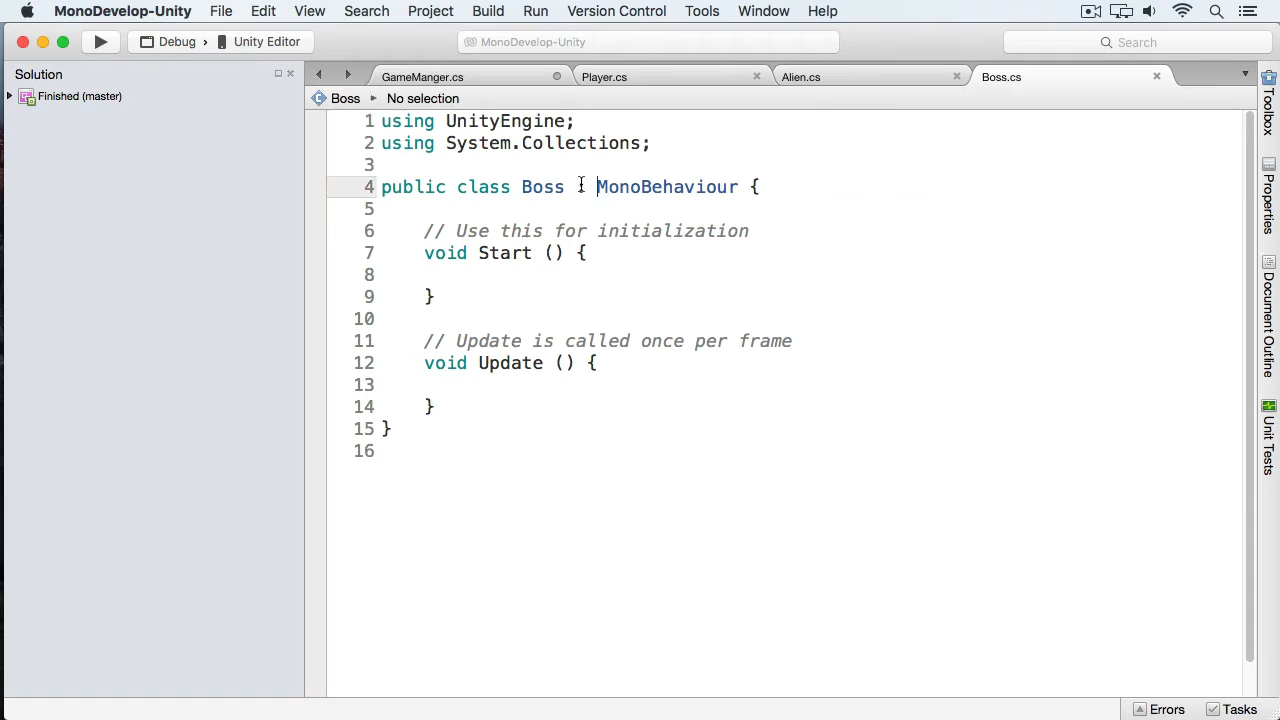 MonoDevelop-Unity File Edit View Search Project Build Run Version Control Tools Window Help
Debug › Unity Editor MonoDevelop-Unity Search
Solution GameManger.cs Player.cs Alien.cs Boss.cs
Finished (master) Boss No selection
1 using UnityEngine;
2 using System.Collections;
3
4 public class Boss : MonoBehaviour {
5
6 // Use this for initialization
7 void Start () {
8
9 }
10
11 // Update is called once per frame
12 void Update () {
13
14 }
15 }
16
Toolbox
Properties
Document Outline
Unit Tests
Errors Tasks